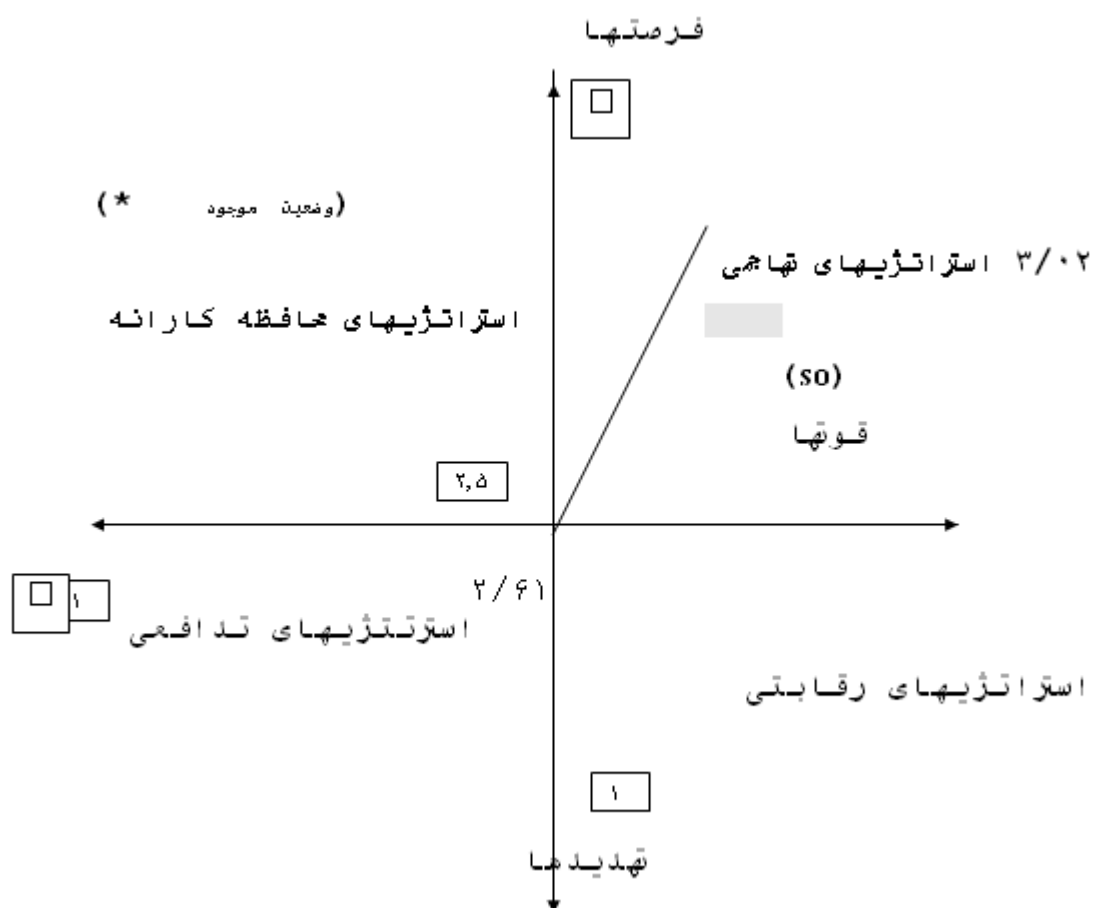 فرصتها
(وضعیت موجود *)
۳/۰۲ استراتژیهای تهاجمی
استراتژیهای محافظه کارانه
(so)
قوتها
۲,۵
۲/۶۱
۱
استرتتژیهای تدافعی
استراتژیهای رقابتی
۱
تهدیدها